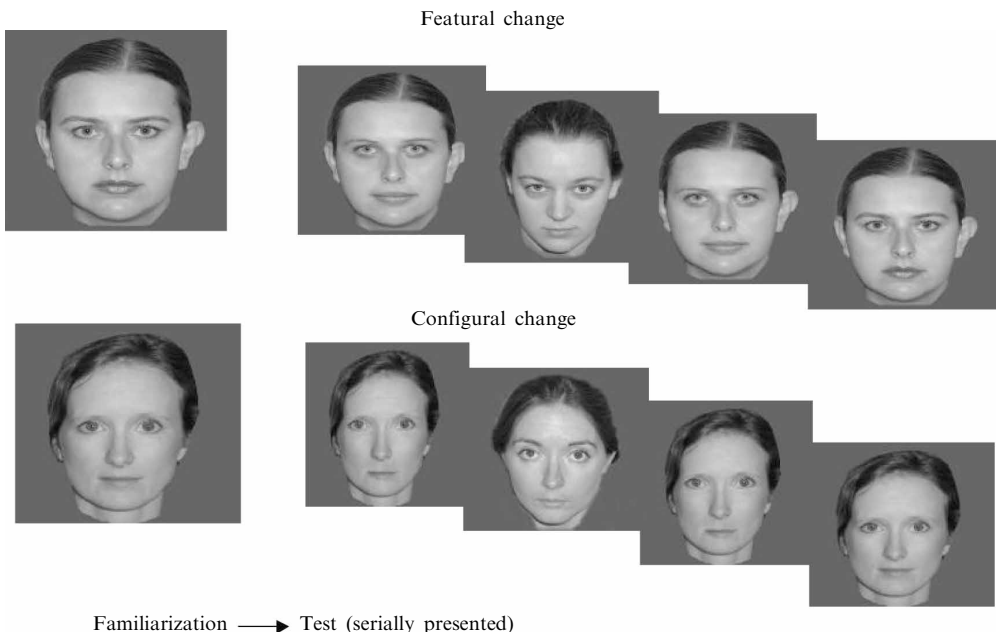 Featural change
Configural change
Familiarization ⟶ Test (serially presented)